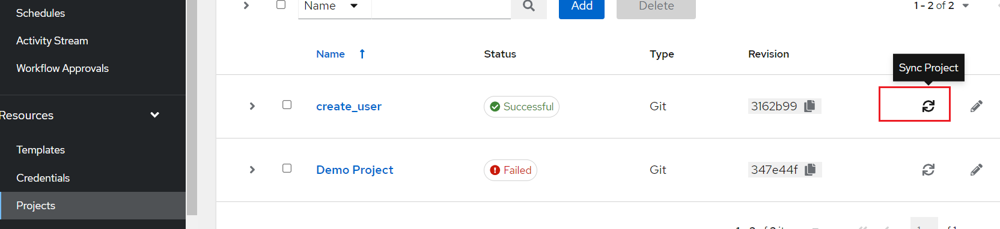 Schedules
Activity Stream
Workflow Approvals
Resources
Templates
Credentials
Projects
Name
Add
Delete
1 - 2 of 2
Name
Status
Type
Revision
Sync Project
create_user
Successful
Git
3162b99
Demo Project
Failed
Git
347e44f